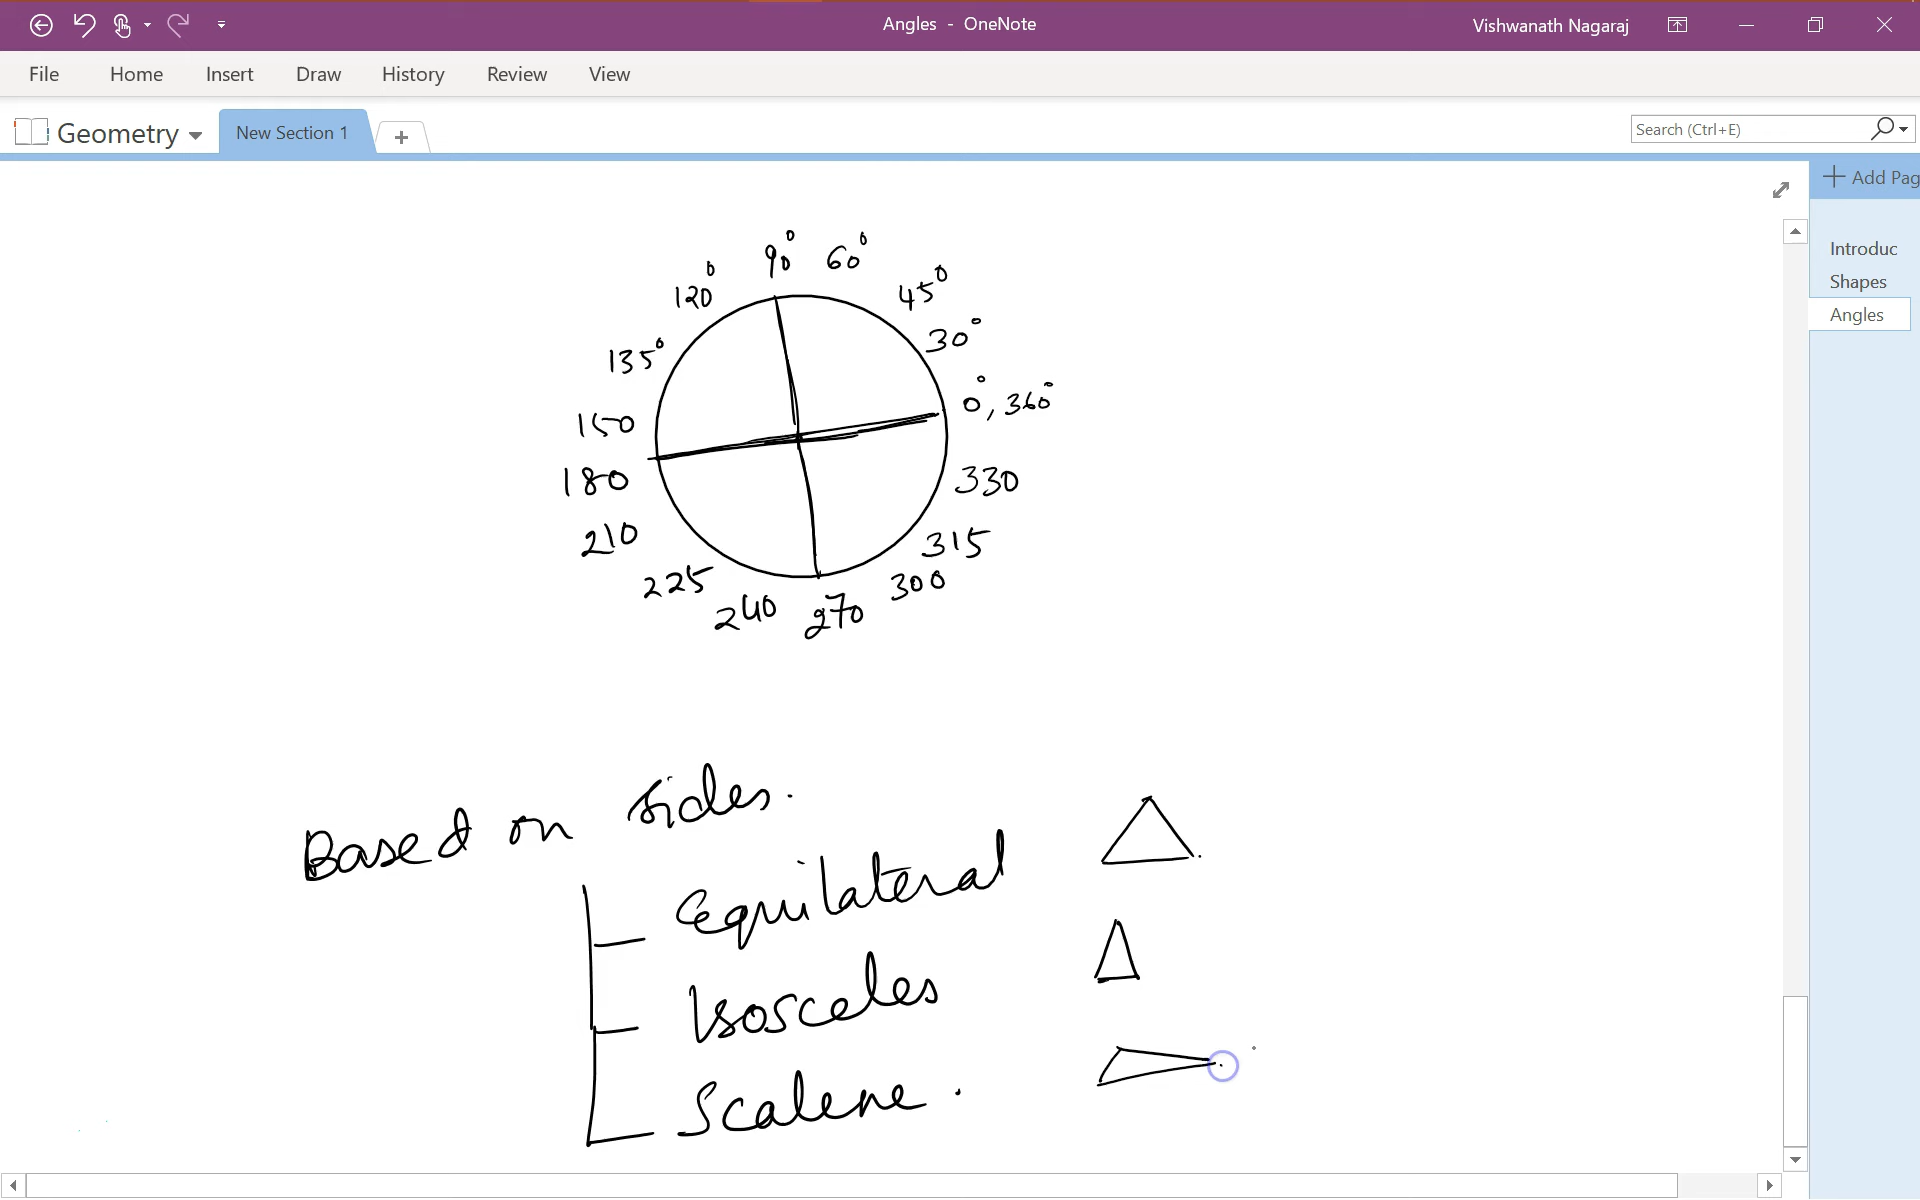 Angles - OneNote
Vishwanath Nagaraj
File Home Insert Draw History Review View
Geometry
New Section 1
Search (Ctrl+E)
Add Pag
Introduc
Shapes
Angles
90°
60°
120°
45°
30°
135°
0°, 360°
150
180
330
210
315
225
300
240
270
Based on sides.
Equilateral
Isosceles
Scalene.